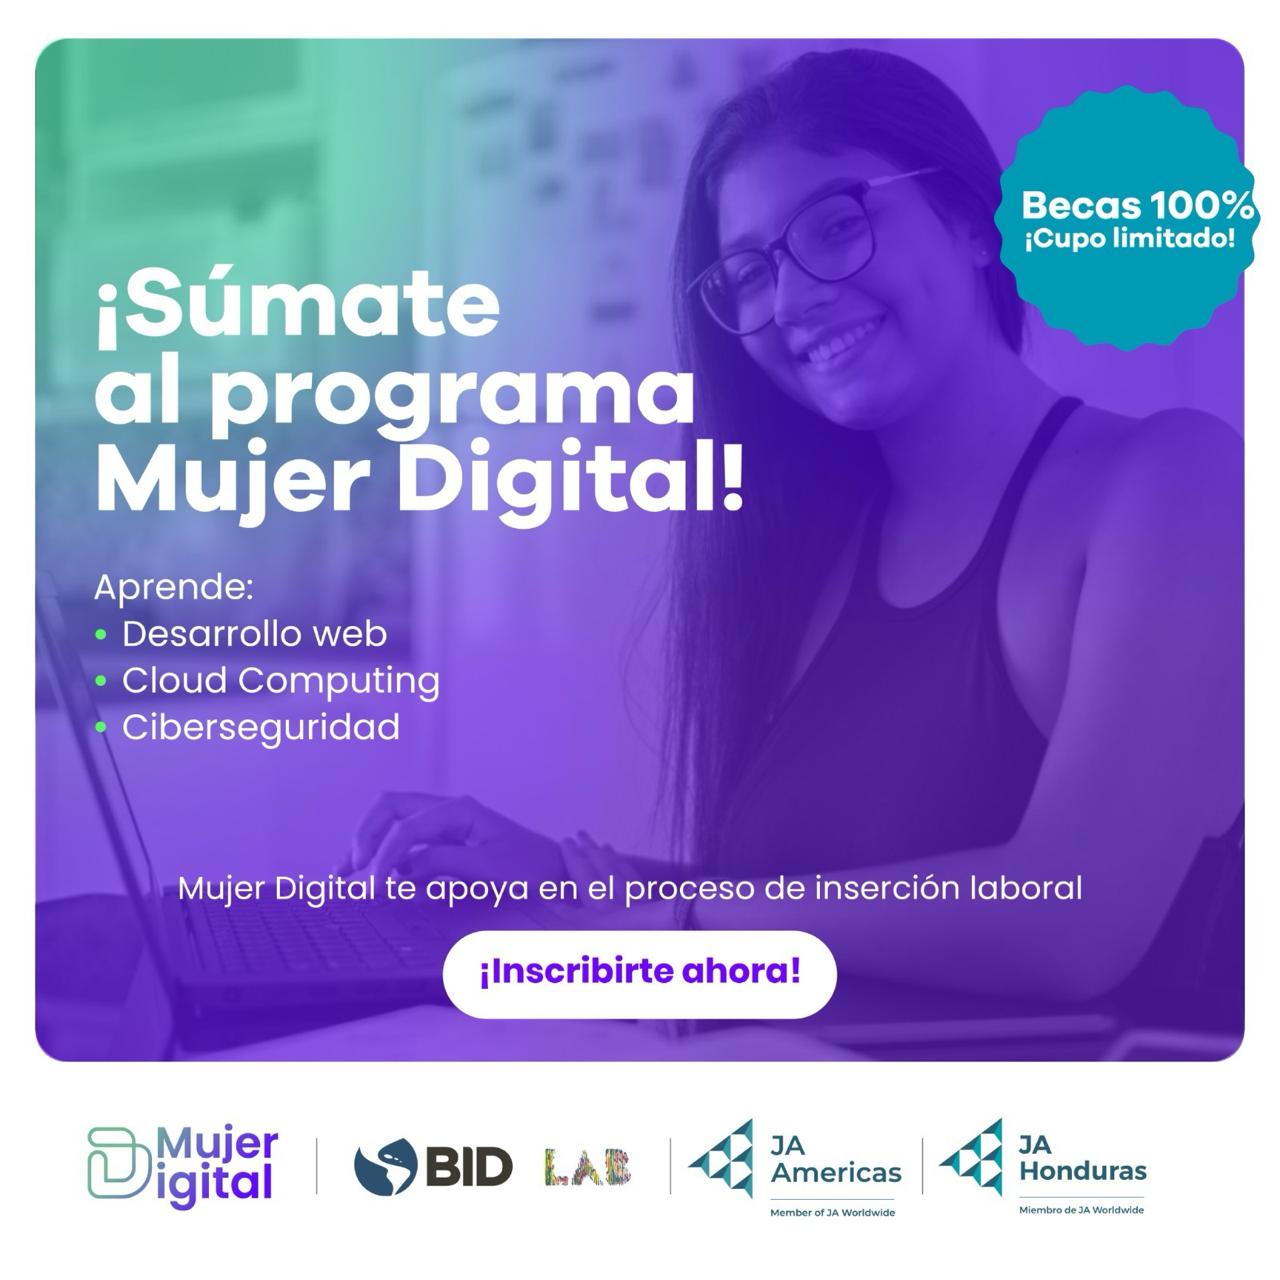 Becas 100%
¡Cupo limitado!
¡Súmate
al programa
Mujer Digital!
Aprende:
• Desarrollo web
• Cloud Computing
• Ciberseguridad
Mujer Digital te apoya en el proceso de inserción laboral
¡Inscribirte ahora!
Mujer
Digital
BID
LAB
JA
Americas
Member of JA Worldwide
JA
Honduras
Miembro de JA Worldwide